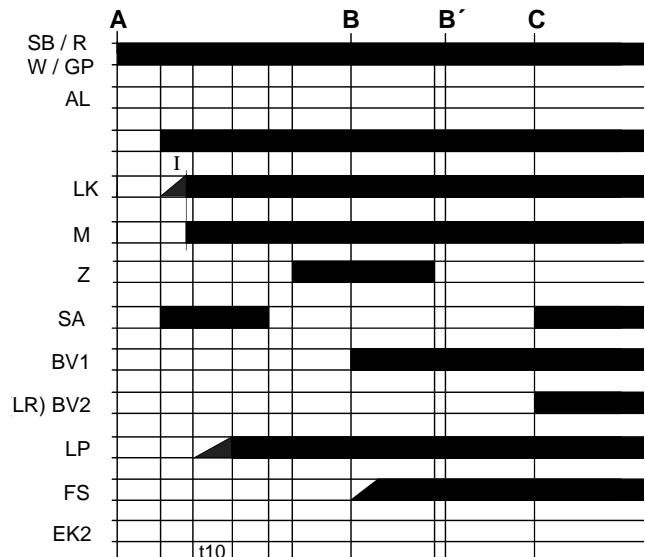 A B B´ C
SB / R
W / GP
AL
I
LK
M
Z
SA
BV1
LR) BV2
LP
FS
EK2
t10